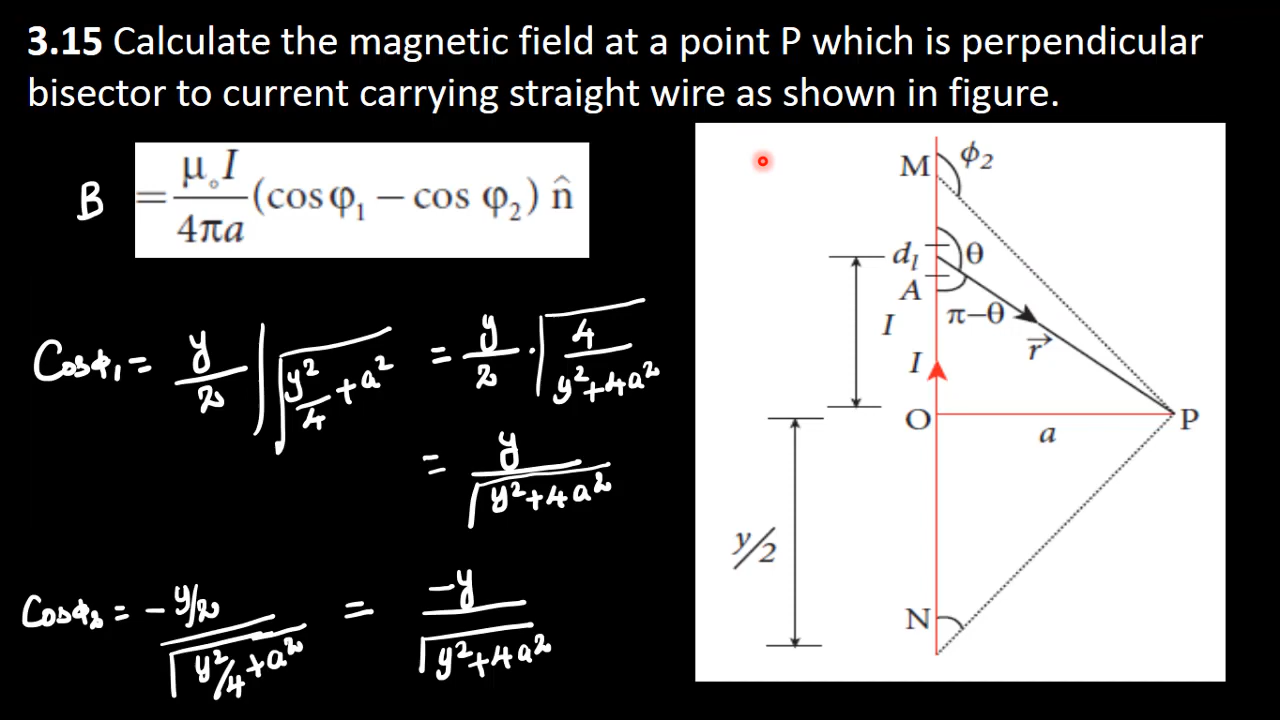 3.15 Calculate the magnetic field at a point P which is perpendicular
bisector to current carrying straight wire as shown in figure.
B = μ∘I/4πa (cos φ₁ − cos φ₂) n̂
Cosϕ₁ = y/2 / √(y²/4 + a²) = y/2 · √(4/(y²+4a²))
= y/√(y²+4a²)
Cosϕ₂ = -y/2 / √(y²/4 + a²) = -y/√(y²+4a²)
M ϕ₂
dₗ θ
A π−θ
I r⃗
I
O a P
y/2
N